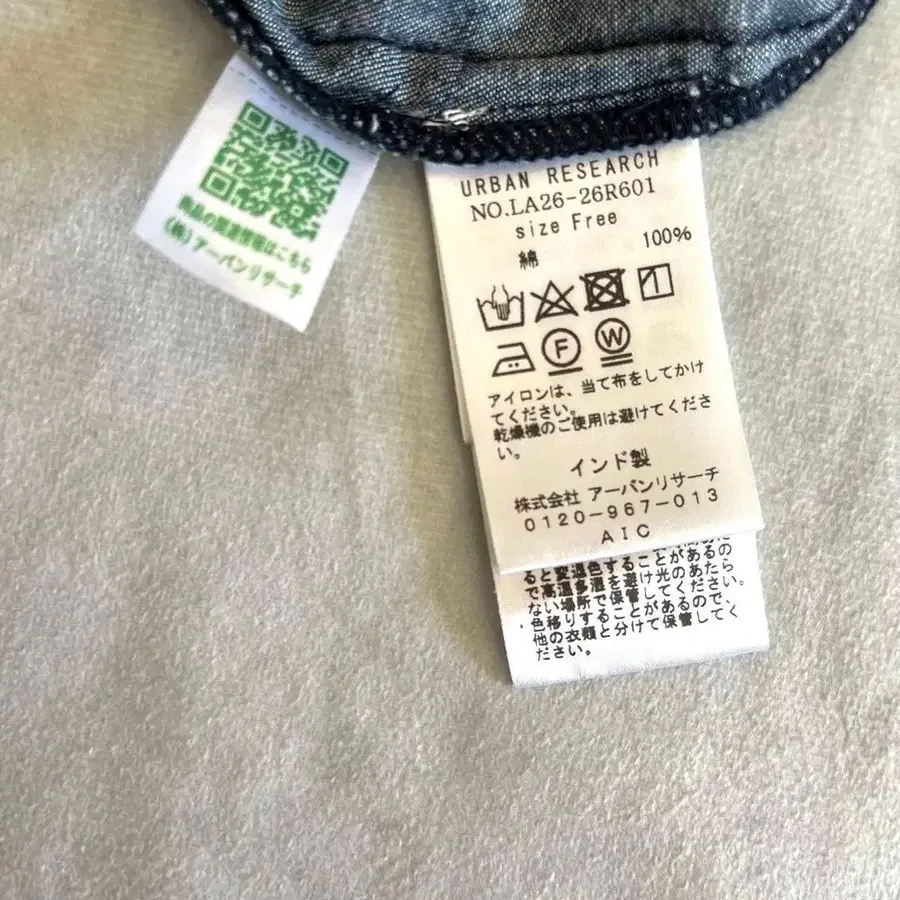 商品の関連情報はこちら
(株)アーバンリサーチ
URBAN RESEARCH
NO.LA26-26R601
size Free
綿 100%
F W
アイロンは、当て布をしてかけ
てください。
乾燥機のご使用は避けてくださ
い。
インド製
株式会社 アーバンリサーチ
0120-967-013
AIC
ると変退色することがあるの
で高温多湿を避け光のあたら
ない場所で保管してください。
色移りすることがあるので、
他の衣類と分けて保管してく
ださい。